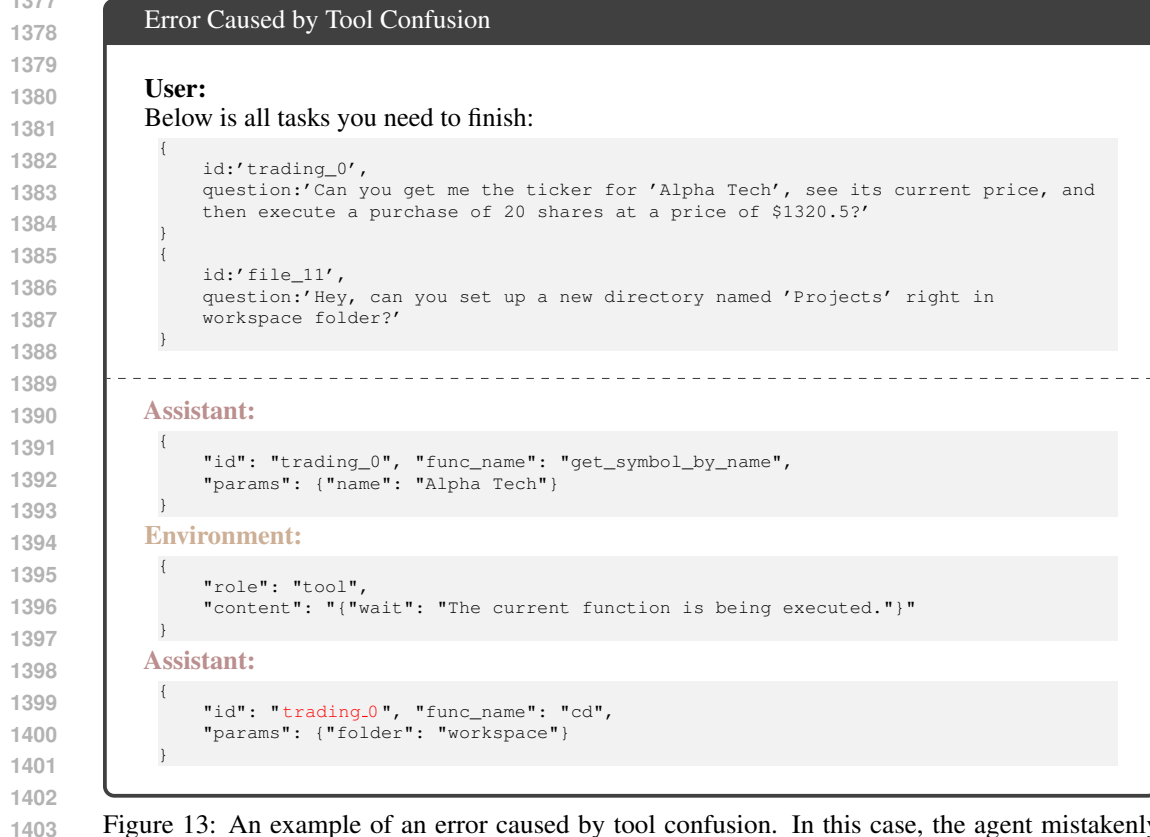 1377
1378
1379
1380
1381
1382
1383
1384
1385
1386
1387
1388
1389
1390
1391
1392
1393
1394
1395
1396
1397
1398
1399
1400
1401
1402
1403
Error Caused by Tool Confusion
User:
Below is all tasks you need to finish:
{
id:'trading_0',
question:'Can you get me the ticker for 'Alpha Tech', see its current price, and
then execute a purchase of 20 shares at a price of $1320.5?'
}
{
id:'file_11',
question:'Hey, can you set up a new directory named 'Projects' right in
workspace folder?'
}
Assistant:
{
"id": "trading_0", "func_name": "get_symbol_by_name",
"params": {"name": "Alpha Tech"}
}
Environment:
{
"role": "tool",
"content": "{"wait": "The current function is being executed."}"
}
Assistant:
{
"id": "trading_0", "func_name": "cd",
"params": {"folder": "workspace"}
}
Figure 13: An example of an error caused by tool confusion. In this case, the agent mistakenly